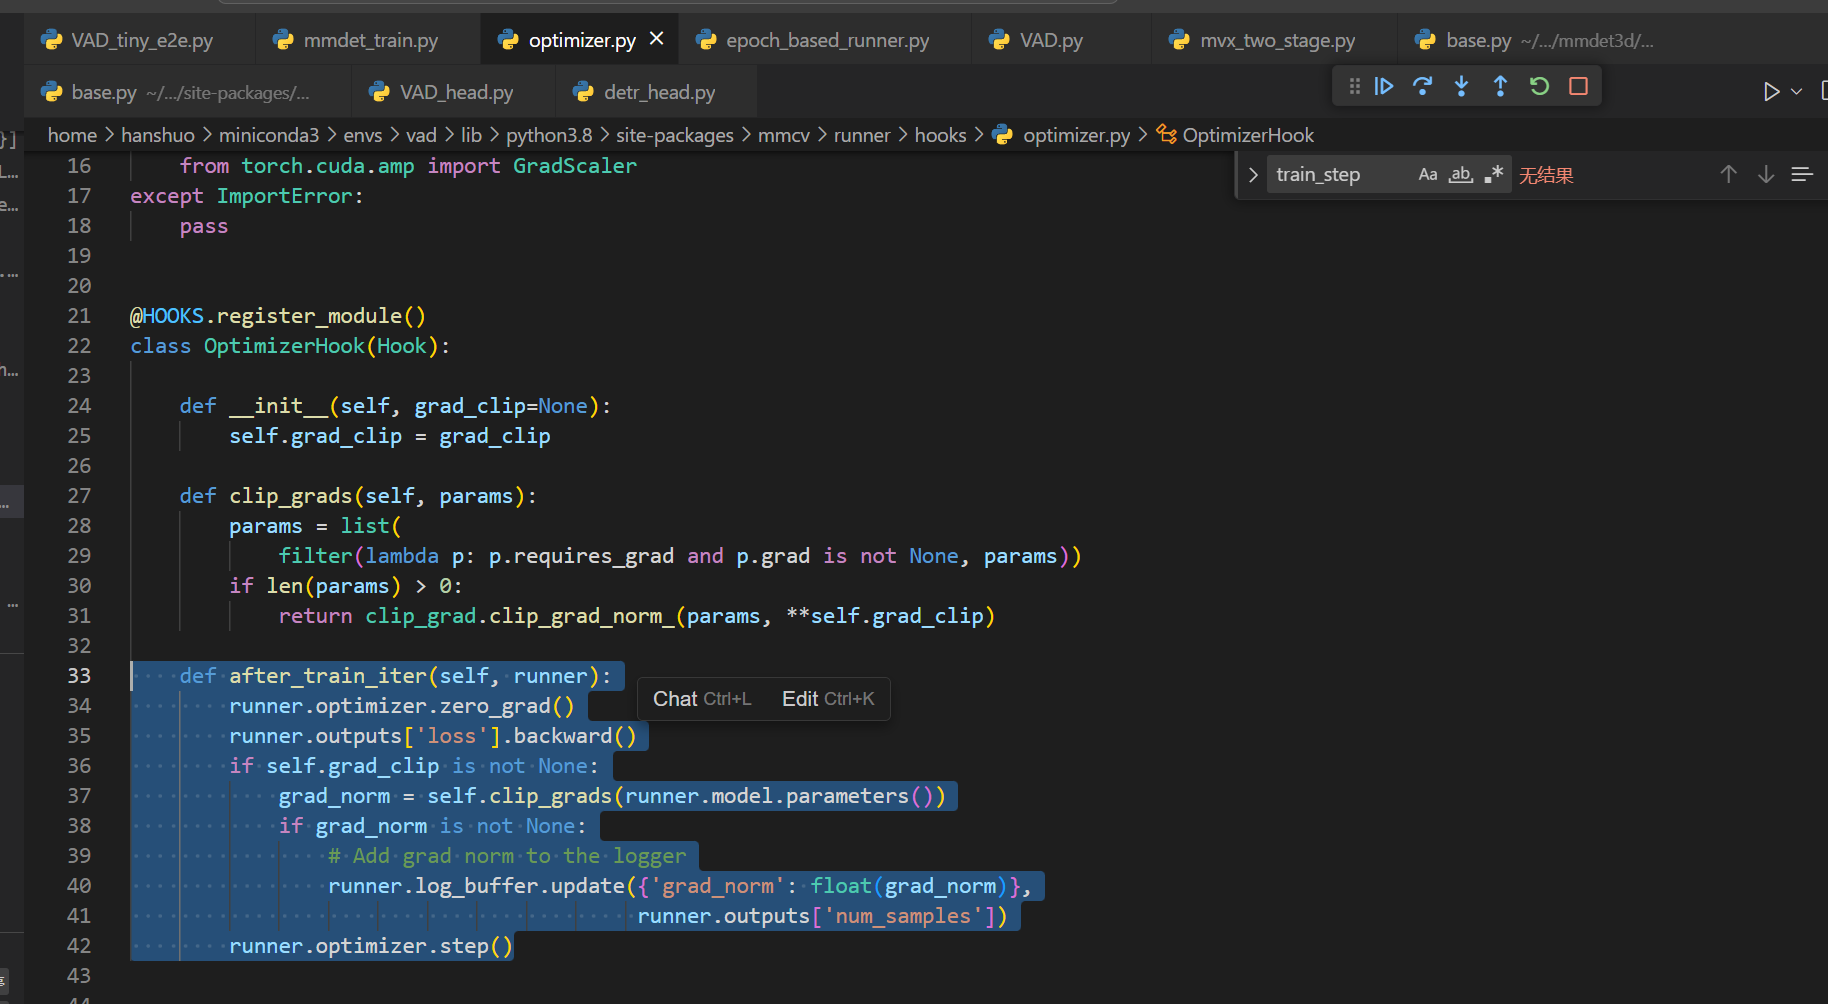 VAD_tiny_e2e.py mmdet_train.py optimizer.py epoch_based_runner.py VAD.py mvx_two_stage.py base.py ~/.../mmdet3d/...
base.py ~/.../site-packages/... VAD_head.py detr_head.py
home > hanshuo > miniconda3 > envs > vad > lib > python3.8 > site-packages > mmcv > runner > hooks > optimizer.py > OptimizerHook
train_step Aa ab .* 无结果
16 from torch.cuda.amp import GradScaler
17 except ImportError:
18 pass
19
20
21 @HOOKS.register_module()
22 class OptimizerHook(Hook):
23
24 def __init__(self, grad_clip=None):
25 self.grad_clip = grad_clip
26
27 def clip_grads(self, params):
28 params = list(
29 filter(lambda p: p.requires_grad and p.grad is not None, params))
30 if len(params) > 0:
31 return clip_grad.clip_grad_norm_(params, **self.grad_clip)
32
33 def after_train_iter(self, runner):
Chat Ctrl+L Edit Ctrl+K
34 runner.optimizer.zero_grad()
35 runner.outputs['loss'].backward()
36 if self.grad_clip is not None:
37 grad_norm = self.clip_grads(runner.model.parameters())
38 if grad_norm is not None:
39 # Add grad norm to the logger
40 runner.log_buffer.update({'grad_norm': float(grad_norm)},
41 runner.outputs['num_samples'])
42 runner.optimizer.step()
43